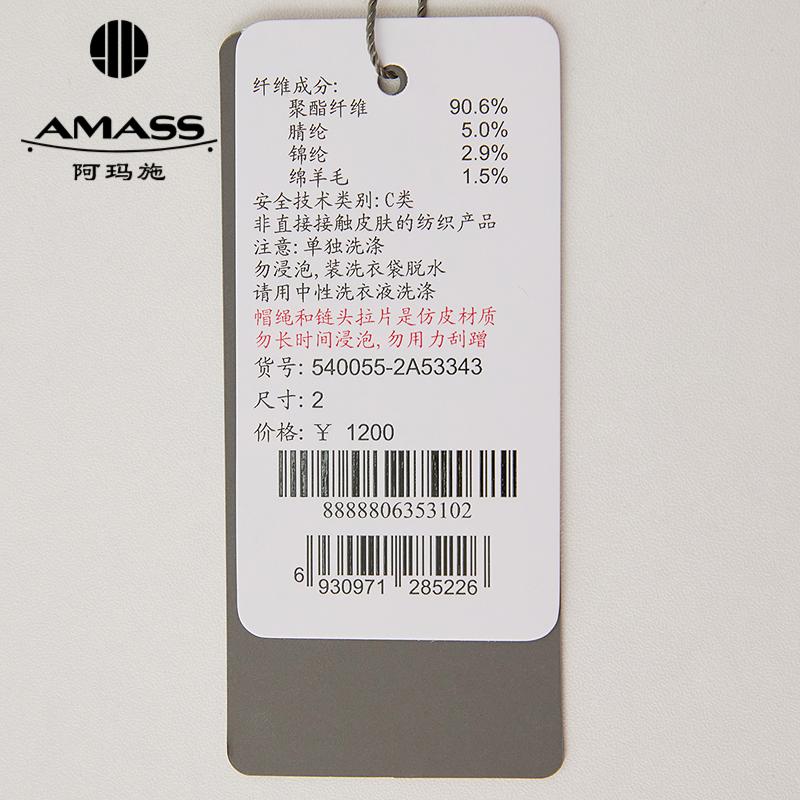 AMASS
阿玛施
纤维成分:
聚酯纤维 90.6%
腈纶 5.0%
锦纶 2.9%
绵羊毛 1.5%
安全技术类别: C类
非直接接触皮肤的纺织产品
注意: 单独洗涤
勿浸泡, 装洗衣袋脱水
请用中性洗衣液洗涤
帽绳和链头拉片是仿皮材质
勿长时间浸泡, 勿用力刮蹭
货号: 540055-2A53343
尺寸: 2
价格: ￥ 1200
8888806353102
6 930971 285226